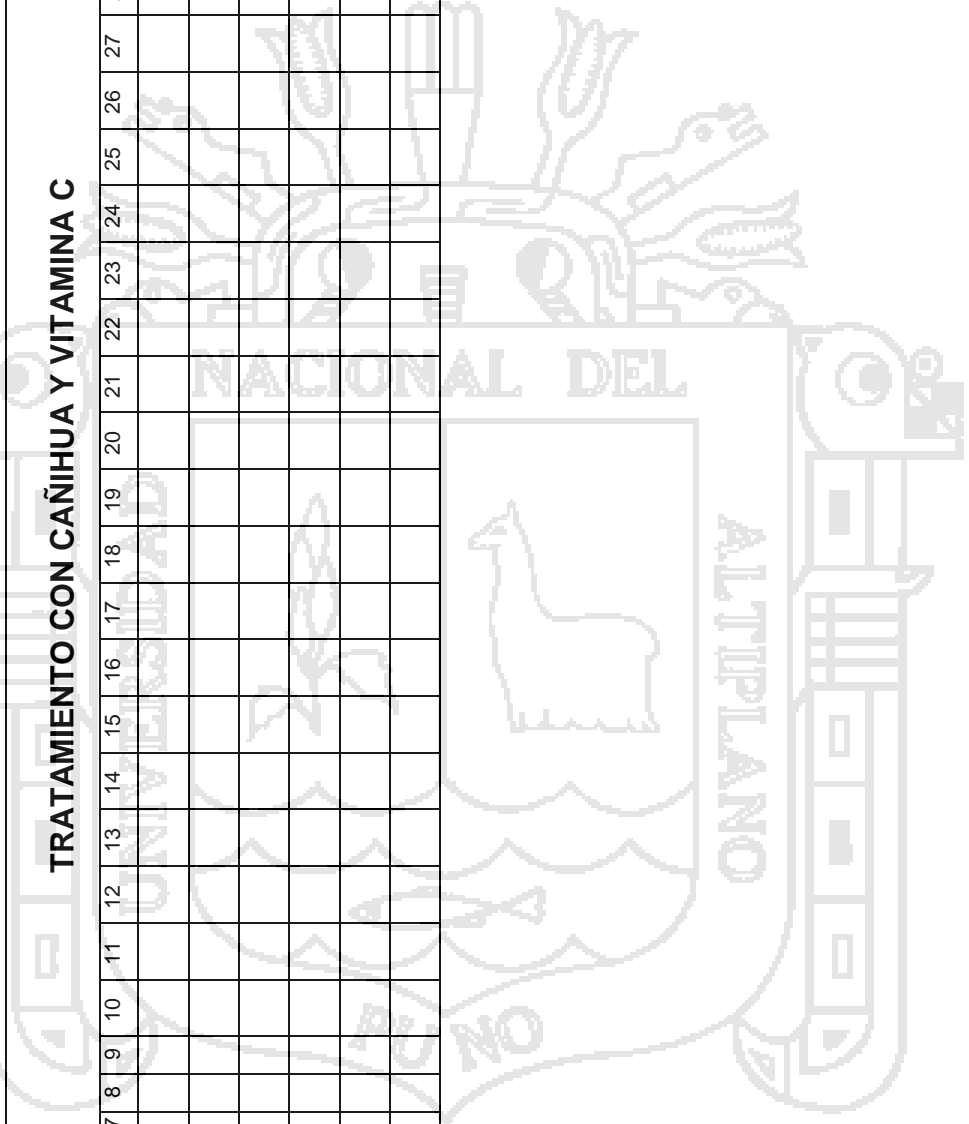 TRATAMIENTO CON CAÑIHUA Y VITAMINA C
7 8 9 10 11 12 13 14 15 16 17 18 19 20 21 22 23 24 25 26 27
UNIVERSIDAD
NACIONAL DEL
ALTIPLANO
PUNO